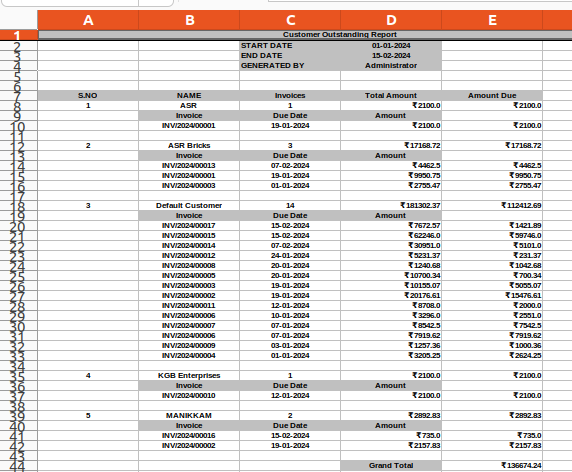 A B C D E
1 Customer Outstanding Report
2 START DATE 01-01-2024
3 END DATE 15-02-2024
4 GENERATED BY Administrator
5
6
7 S.NO NAME Invoices Total Amount Amount Due
8 1 ASR 1 ₹2100.0 ₹2100.0
9 Invoice Due Date Amount
10 INV/2024/00001 19-01-2024 ₹2100.0 ₹2100.0
11
12 2 ASR Bricks 3 ₹17168.72 ₹17168.72
13 Invoice Due Date Amount
14 INV/2024/00013 07-02-2024 ₹4462.5 ₹4462.5
15 INV/2024/00001 19-01-2024 ₹9950.75 ₹9950.75
16 INV/2024/00003 01-01-2024 ₹2755.47 ₹2755.47
17
18 3 Default Customer 14 ₹181302.37 ₹112412.69
19 Invoice Due Date Amount
20 INV/2024/00017 15-02-2024 ₹7672.57 ₹1421.89
21 INV/2024/00015 15-02-2024 ₹62246.0 ₹59746.0
22 INV/2024/00014 07-02-2024 ₹30951.0 ₹5101.0
23 INV/2024/00012 24-01-2024 ₹5231.37 ₹231.37
24 INV/2024/00008 20-01-2024 ₹1240.68 ₹1042.68
25 INV/2024/00005 20-01-2024 ₹10700.34 ₹700.34
26 INV/2024/00003 19-01-2024 ₹10155.07 ₹5055.07
27 INV/2024/00002 19-01-2024 ₹20176.61 ₹15476.61
28 INV/2024/00011 12-01-2024 ₹8708.0 ₹2000.0
29 INV/2024/00006 10-01-2024 ₹3296.0 ₹2551.0
30 INV/2024/00007 07-01-2024 ₹8542.5 ₹7542.5
31 INV/2024/00006 07-01-2024 ₹7919.62 ₹7919.62
32 INV/2024/00009 03-01-2024 ₹1257.36 ₹1000.36
33 INV/2024/00004 01-01-2024 ₹3205.25 ₹2624.25
34
35 4 KGB Enterprises 1 ₹2100.0 ₹2100.0
36 Invoice Due Date Amount
37 INV/2024/00010 12-01-2024 ₹2100.0 ₹2100.0
38
39 5 MANIKKAM 2 ₹2892.83 ₹2892.83
40 Invoice Due Date Amount
41 INV/2024/00016 15-02-2024 ₹735.0 ₹735.0
42 INV/2024/00002 19-01-2024 ₹2157.83 ₹2157.83
43
44 Grand Total ₹136674.24